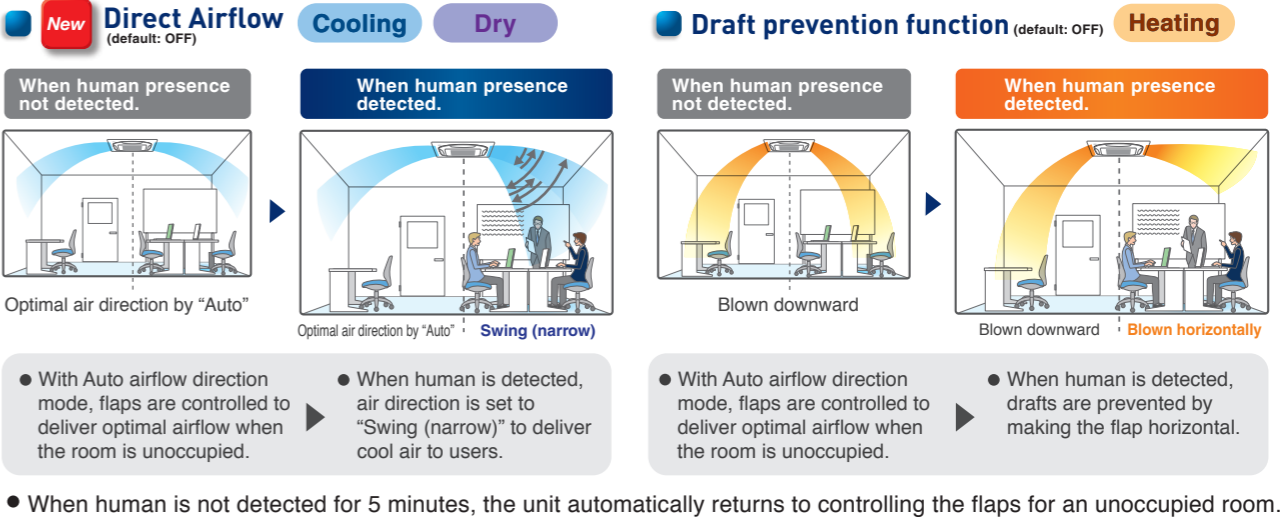 New
Direct Airflow
(default: OFF)
Cooling
Dry
When human presence
not detected.
When human presence
detected.
Optimal air direction by “Auto”
Optimal air direction by “Auto”
Swing (narrow)
● With Auto airflow direction
mode, flaps are controlled to
deliver optimal airflow when
the room is unoccupied.
● When human is detected,
air direction is set to
“Swing (narrow)” to deliver
cool air to users.
Draft prevention function (default: OFF)
Heating
When human presence
not detected.
When human presence
detected.
Blown downward
Blown downward
Blown horizontally
● With Auto airflow direction
mode, flaps are controlled to
deliver optimal airflow when
the room is unoccupied.
● When human is detected,
drafts are prevented by
making the flap horizontal.
● When human is not detected for 5 minutes, the unit automatically returns to controlling the flaps for an unoccupied room.